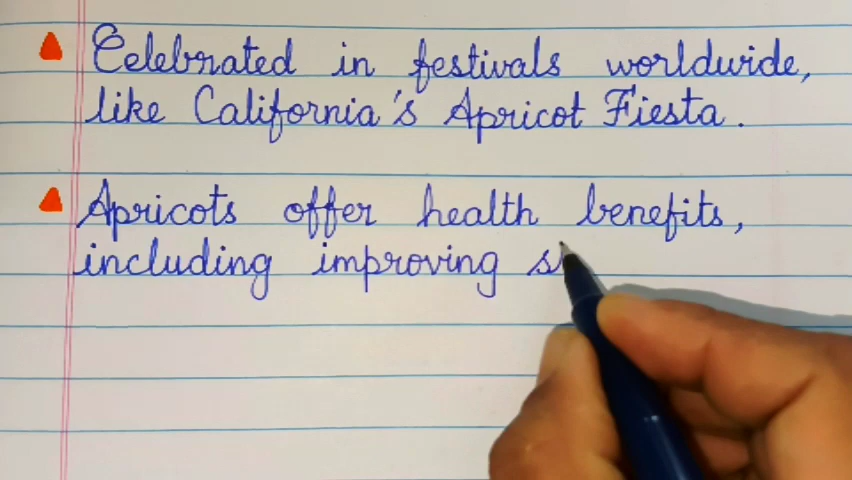 Celebrated in festivals worldwide,
like California's Apricot Fiesta.
Apricots offer health benefits,
including improving